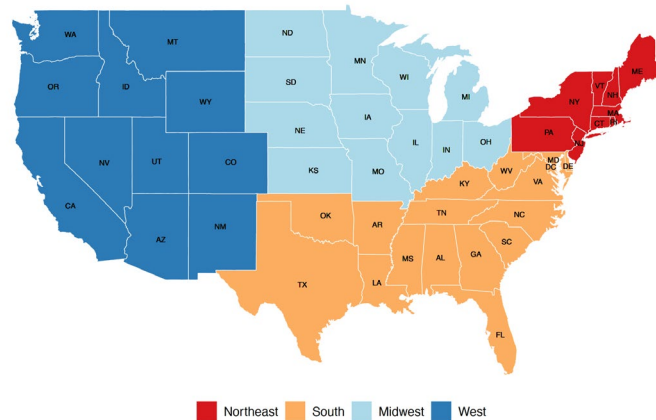 WA
MT
ND
MN
ME
OR
ID
SD
WI
VT
NH
WY
MI
NY
MA
CT
RI
IA
PA
NJ
NE
NV
UT
CO
IL
IN
OH
MD
DE
DC
KS
MO
WV
VA
KY
CA
AZ
NM
OK
AR
TN
NC
SC
MS
AL
GA
TX
LA
FL
Northeast South Midwest West